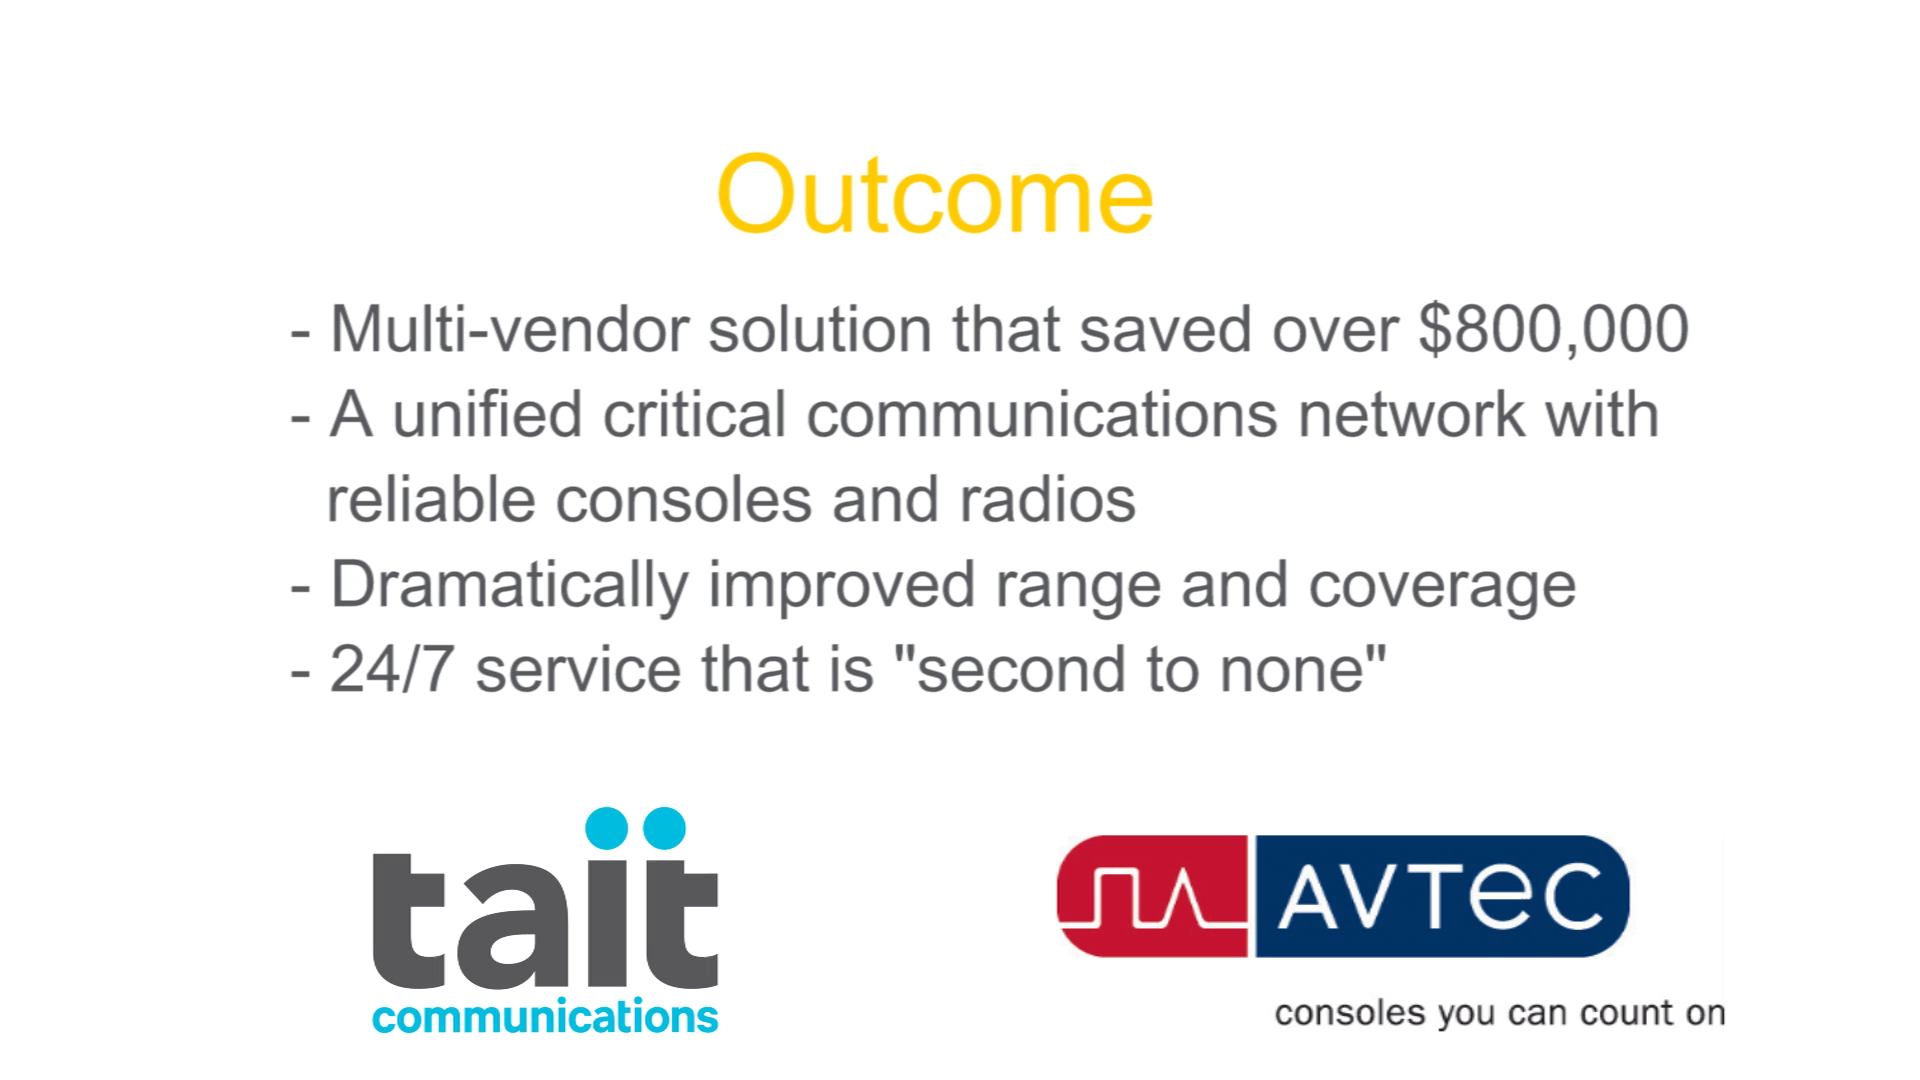 Outcome
- Multi-vendor solution that saved over $800,000
- A unified critical communications network with
reliable consoles and radios
- Dramatically improved range and coverage
- 24/7 service that is "second to none"
tait
communications
AVTEC
consoles you can count on